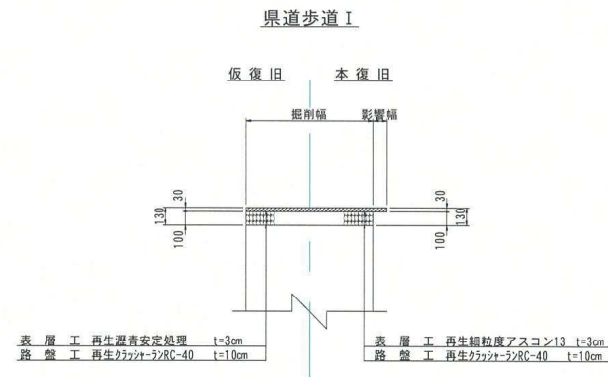 県道歩道Ⅰ
仮復旧 本復旧
掘削幅 影響幅
30 130 100
30 130 100
表層工 再生瀝青安定処理 t=3cm
路盤工 再生クラッシャーランRC-40 t=10cm
表層工 再生細粒度アスコン13 t=3cm
路盤工 再生クラッシャーランRC-40 t=10cm